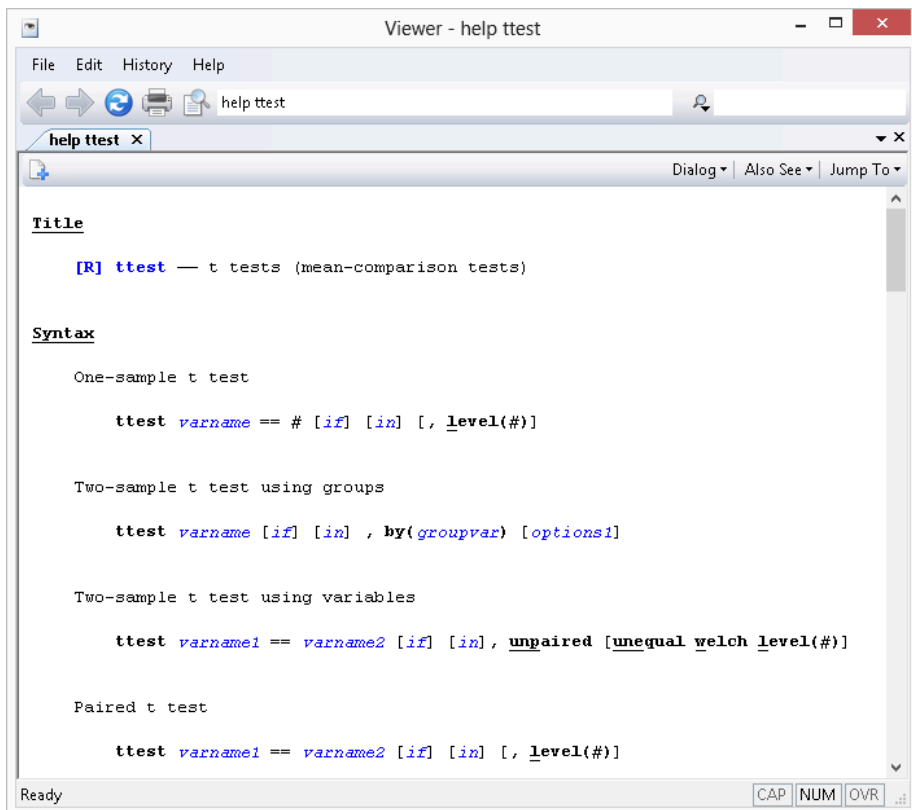 Viewer - help ttest
File Edit History Help
help ttest
help ttest X
Dialog Also See Jump To
Title
[R] ttest — t tests (mean-comparison tests)
Syntax
One-sample t test
ttest varname == # [if] [in] [, level(#)]
Two-sample t test using groups
ttest varname [if] [in] , by(groupvar) [options1]
Two-sample t test using variables
ttest varname1 == varname2 [if] [in], unpaired [unequal welch level(#)]
Paired t test
ttest varname1 == varname2 [if] [in] [, level(#)]
Ready CAP NUM OVR